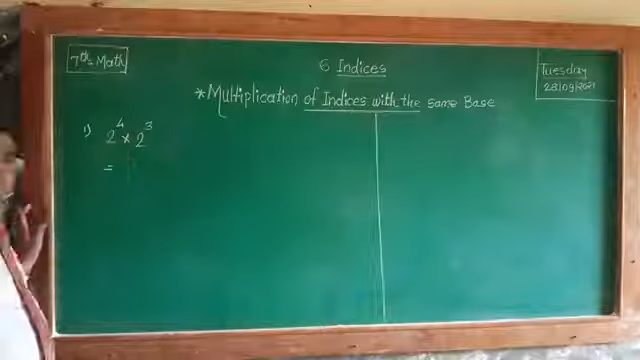 7th Math
6 Indices
Tuesday
28/09/2021
*Multiplication of Indices with the same Base
1) 2⁴ × 2³
=